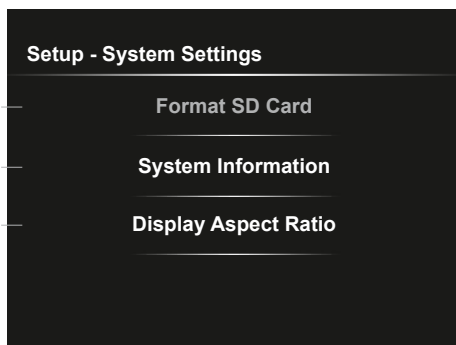 Setup - System Settings
Format SD Card
System Information
Display Aspect Ratio